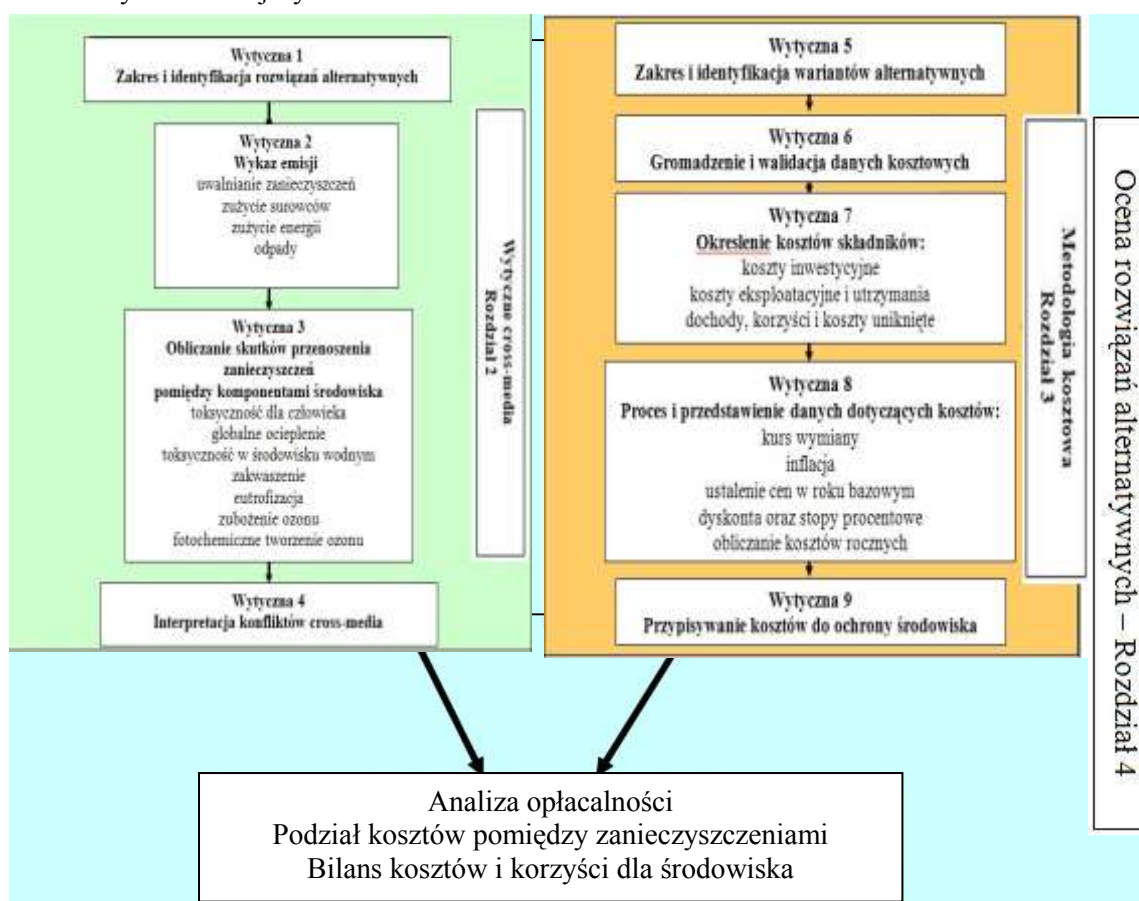 Wytyczna 1
Zakres i identyfikacja rozwiązań alternatywnych
Wytyczna 2
Wykaz emisji
uwalnianie zanieczyszczeń
zużycie surowców
zużycie energii
odpady
Wytyczna 3
Obliczanie skutków przenoszenia
zanieczyszczeń
pomiędzy komponentami środowiska
toksyczność dla człowieka
globalne ocieplenie
toksyczność w środowisku wodnym
zakwaszenie
eutrofizacja
zubożenie ozonu
fotochemiczne tworzenie ozonu
Wytyczna 4
Interpretacja konfliktów cross-media
Wytyczne cross-media
Rozdział 2
Wytyczna 5
Zakres i identyfikacja wariantów alternatywnych
Wytyczna 6
Gromadzenie i walidacja danych kosztowych
Wytyczna 7
Okreslenie kosztów składników:
koszty inwestycyjne
koszty eksploatacyjne i utrzymania
dochody, korzyści i koszty uniknięte
Wytyczna 8
Proces i przedstawienie danych dotyczących kosztów:
kurs wymiany
inflacja
ustalenie cen w roku bazowym
dyskonta oraz stopy procentowe
obliczanie kosztów rocznych
Wytyczna 9
Przypisywanie kosztów do ochrony środowiska
Metodologia kosztowa
Rozdział 3
Ocena rozwiązań alternatywnych – Rozdział 4
Analiza opłacalności
Podział kosztów pomiędzy zanieczyszczeniami
Bilans kosztów i korzyści dla środowiska